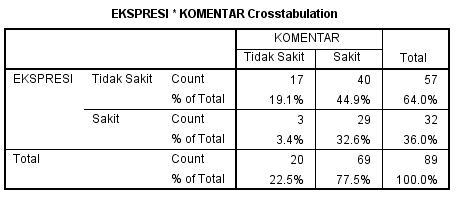 EKSPRESI * KOMENTAR Crosstabulation
KOMENTAR
Tidak Sakit Sakit Total
EKSPRESI Tidak Sakit Count 17 40 57
% of Total 19.1% 44.9% 64.0%
Sakit Count 3 29 32
% of Total 3.4% 32.6% 36.0%
Total Count 20 69 89
% of Total 22.5% 77.5% 100.0%